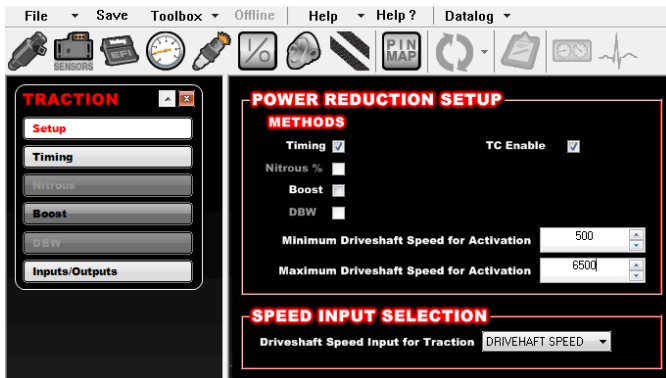 File Save Toolbox Offline Help Help ? Datalog
SENSORS EFI I/O PIN MAP
TRACTION
Setup
Timing
Nitrous
Boost
DBW
Inputs/Outputs
POWER REDUCTION SETUP
METHODS
Timing TC Enable
Nitrous %
Boost
DBW
Minimum Driveshaft Speed for Activation 500
Maximum Driveshaft Speed for Activation 6500
SPEED INPUT SELECTION
Driveshaft Speed Input for Traction DRIVEHAFT SPEED